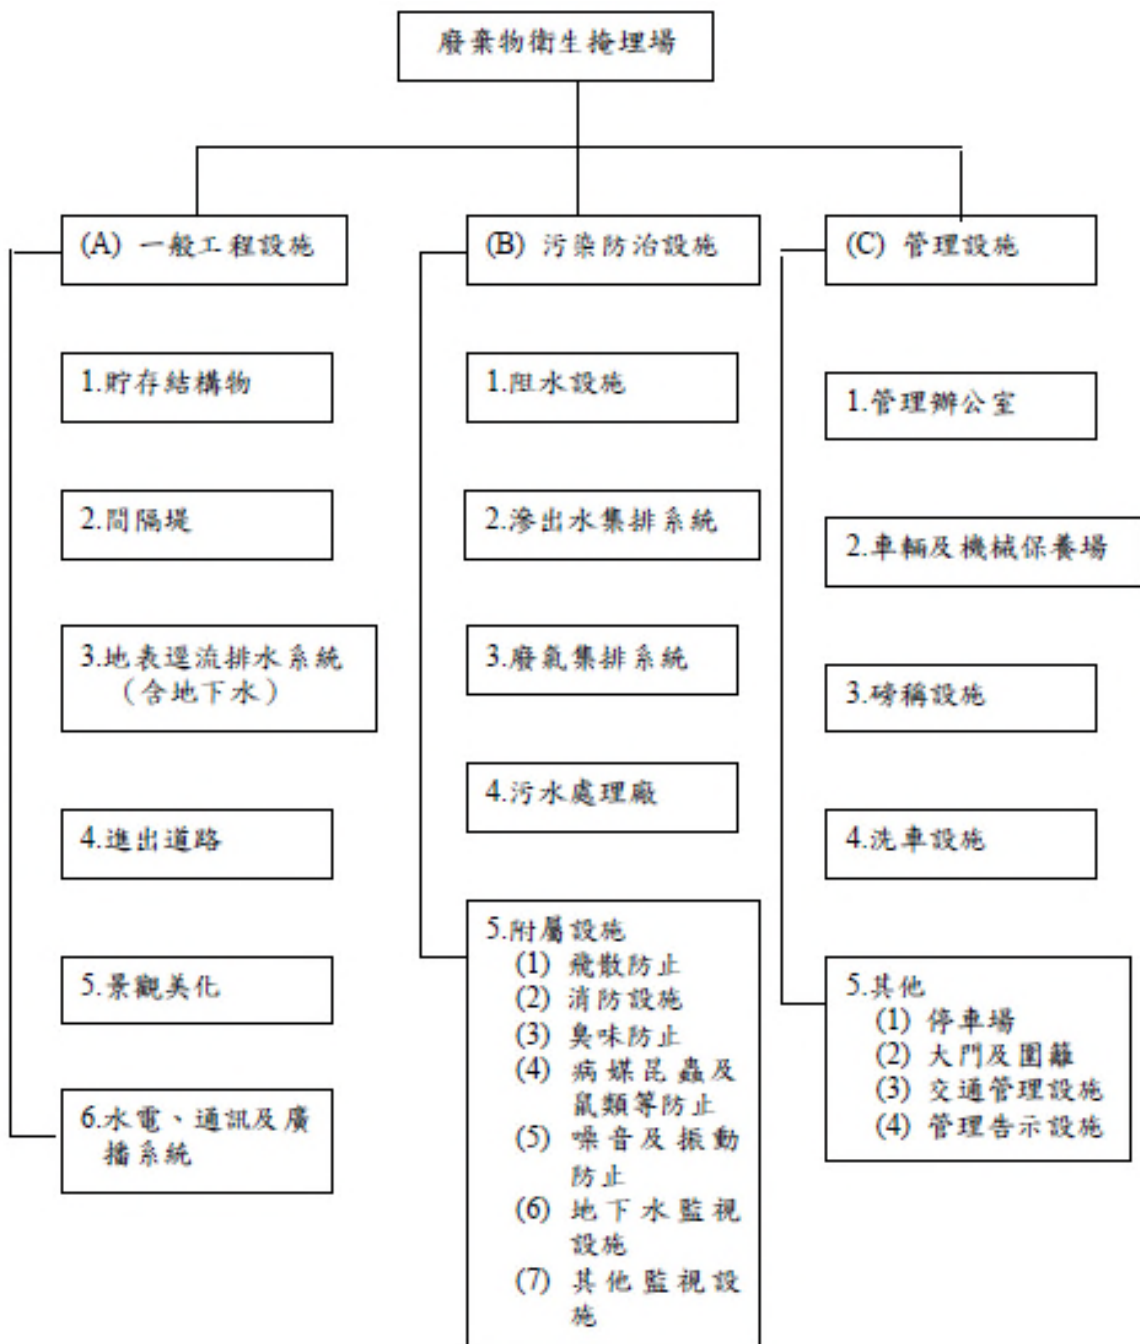 廢棄物衛生掩埋場
(A) 一般工程設施
1.貯存結構物
2.間隔堤
3.地表逕流排水系統
（含地下水）
4.進出道路
5.景觀美化
6.水電、通訊及廣
播系統
(B) 污染防治設施
1.阻水設施
2.滲出水集排系統
3.廢氣集排系統
4.污水處理廠
5.附屬設施
(1) 飛散防止
(2) 消防設施
(3) 臭味防止
(4) 病媒昆蟲及
鼠類等防止
(5) 噪音及振動
防止
(6) 地下水監視
設施
(7) 其他監視設
施
(C) 管理設施
1.管理辦公室
2.車輛及機械保養場
3.磅稱設施
4.洗車設施
5.其他
(1) 停車場
(2) 大門及圍籬
(3) 交通管理設施
(4) 管理告示設施